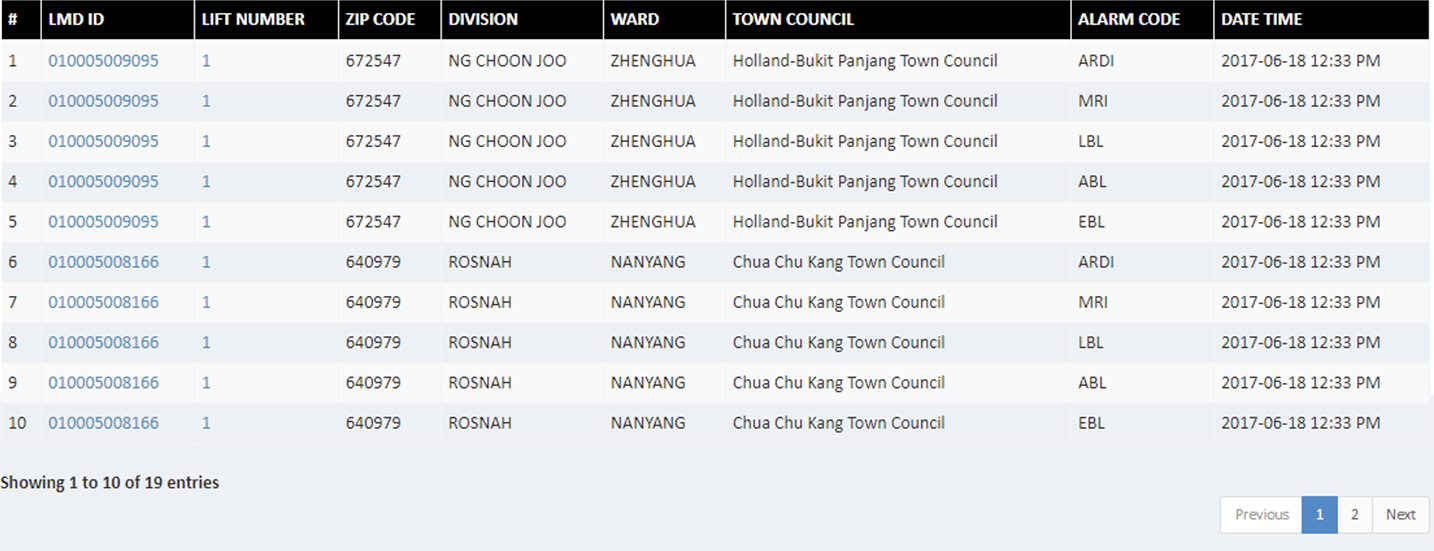 # LMD ID LIFT NUMBER ZIP CODE DIVISION WARD TOWN COUNCIL ALARM CODE DATE TIME
1 010005009095 1 672547 NG CHOON JOO ZHENGHUA Holland-Bukit Panjang Town Council ARDI 2017-06-18 12:33 PM
2 010005009095 1 672547 NG CHOON JOO ZHENGHUA Holland-Bukit Panjang Town Council MRI 2017-06-18 12:33 PM
3 010005009095 1 672547 NG CHOON JOO ZHENGHUA Holland-Bukit Panjang Town Council LBL 2017-06-18 12:33 PM
4 010005009095 1 672547 NG CHOON JOO ZHENGHUA Holland-Bukit Panjang Town Council ABL 2017-06-18 12:33 PM
5 010005009095 1 672547 NG CHOON JOO ZHENGHUA Holland-Bukit Panjang Town Council EBL 2017-06-18 12:33 PM
6 010005008166 1 640979 ROSNAH NANYANG Chua Chu Kang Town Council ARDI 2017-06-18 12:33 PM
7 010005008166 1 640979 ROSNAH NANYANG Chua Chu Kang Town Council MRI 2017-06-18 12:33 PM
8 010005008166 1 640979 ROSNAH NANYANG Chua Chu Kang Town Council LBL 2017-06-18 12:33 PM
9 010005008166 1 640979 ROSNAH NANYANG Chua Chu Kang Town Council ABL 2017-06-18 12:33 PM
10 010005008166 1 640979 ROSNAH NANYANG Chua Chu Kang Town Council EBL 2017-06-18 12:33 PM
Showing 1 to 10 of 19 entries
Previous 1 2 Next